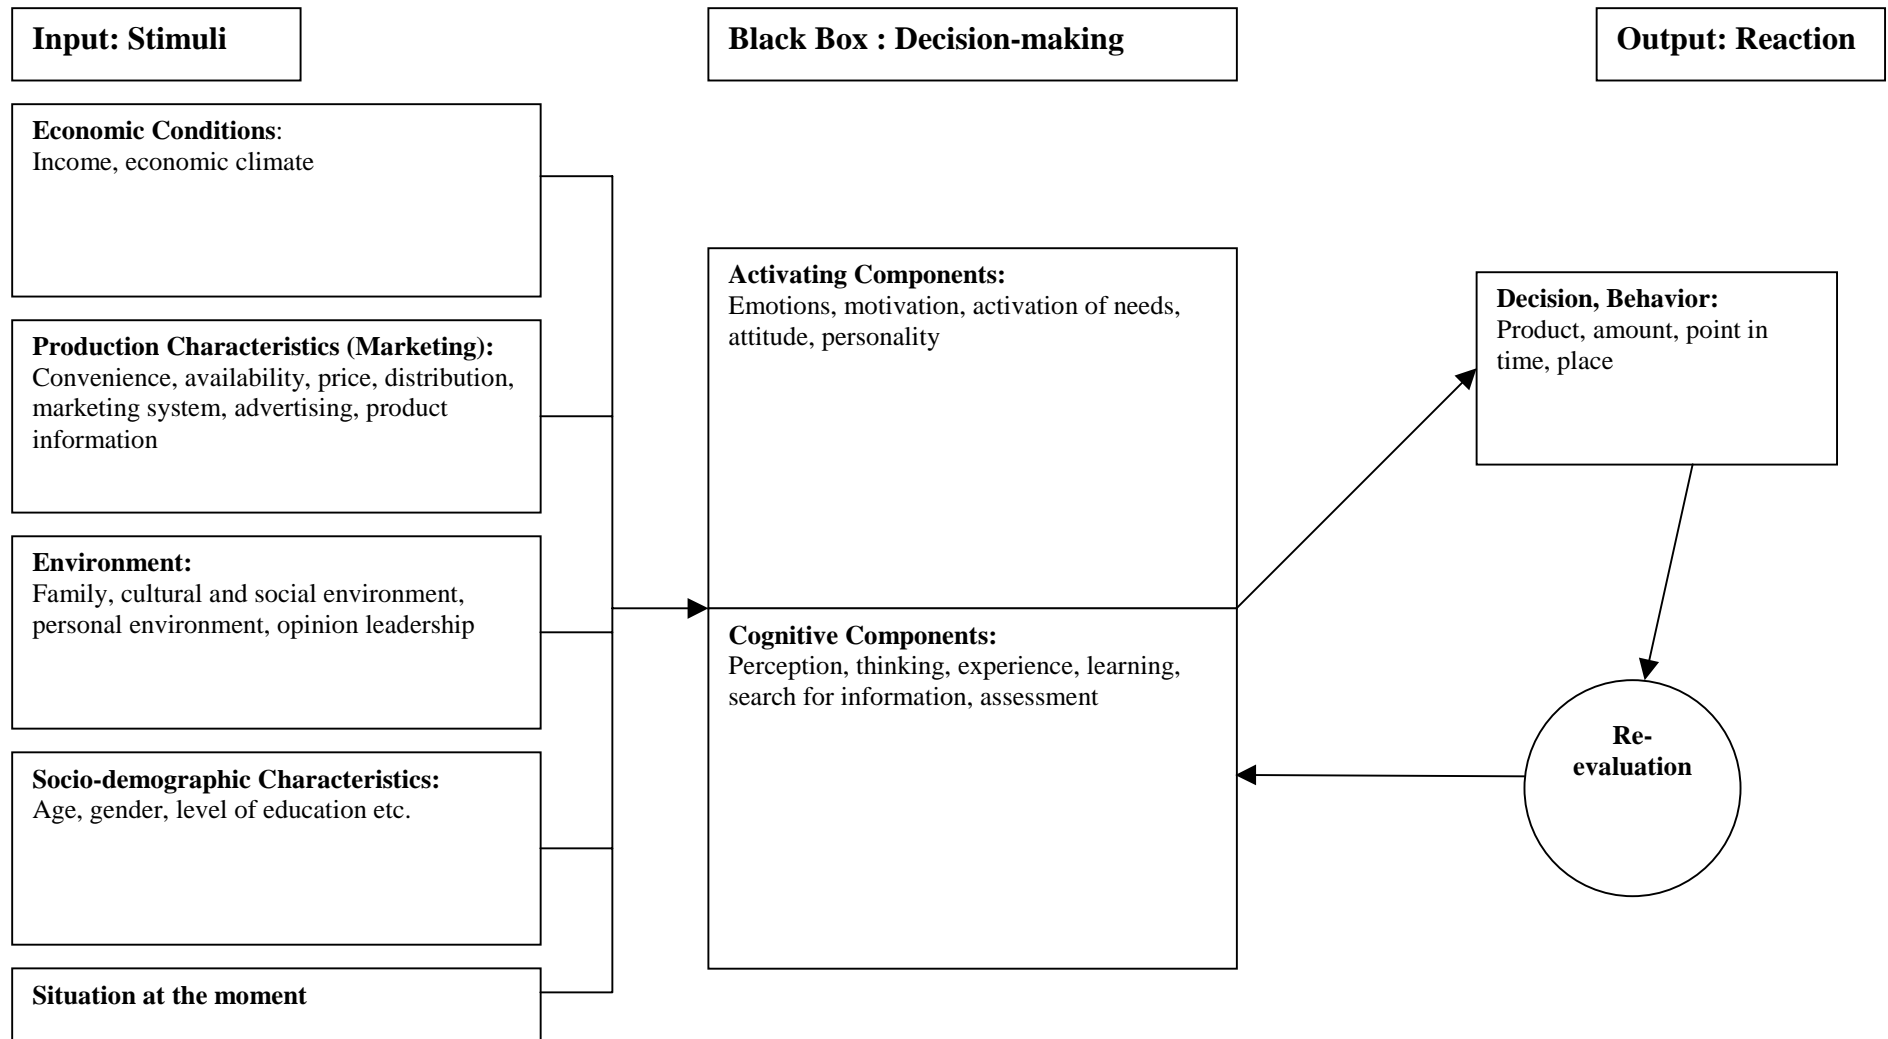 Input: Stimuli
Black Box : Decision-making
Output: Reaction
Economic Conditions:
Income, economic climate
Production Characteristics (Marketing):
Convenience, availability, price, distribution,
marketing system, advertising, product
information
Environment:
Family, cultural and social environment,
personal environment, opinion leadership
Socio-demographic Characteristics:
Age, gender, level of education etc.
Situation at the moment
Activating Components:
Emotions, motivation, activation of needs,
attitude, personality
Cognitive Components:
Perception, thinking, experience, learning,
search for information, assessment
Decision, Behavior:
Product, amount, point in
time, place
Re-
evaluation